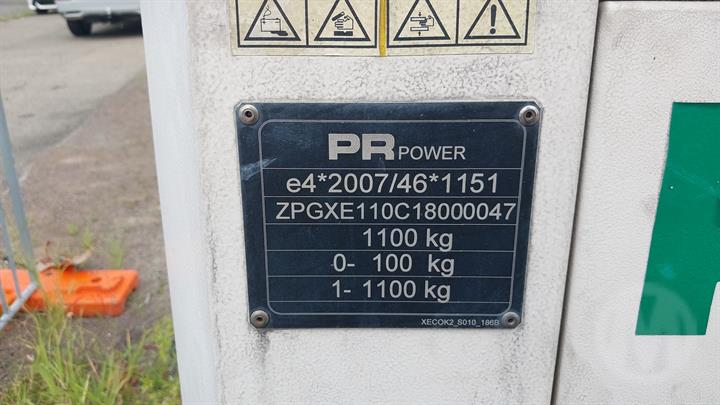 PR POWER
e4*2007/46*1151
ZPGXE110C18000047
1100 kg
0- 100 kg
1- 1100 kg
XECOK2_S010_186B